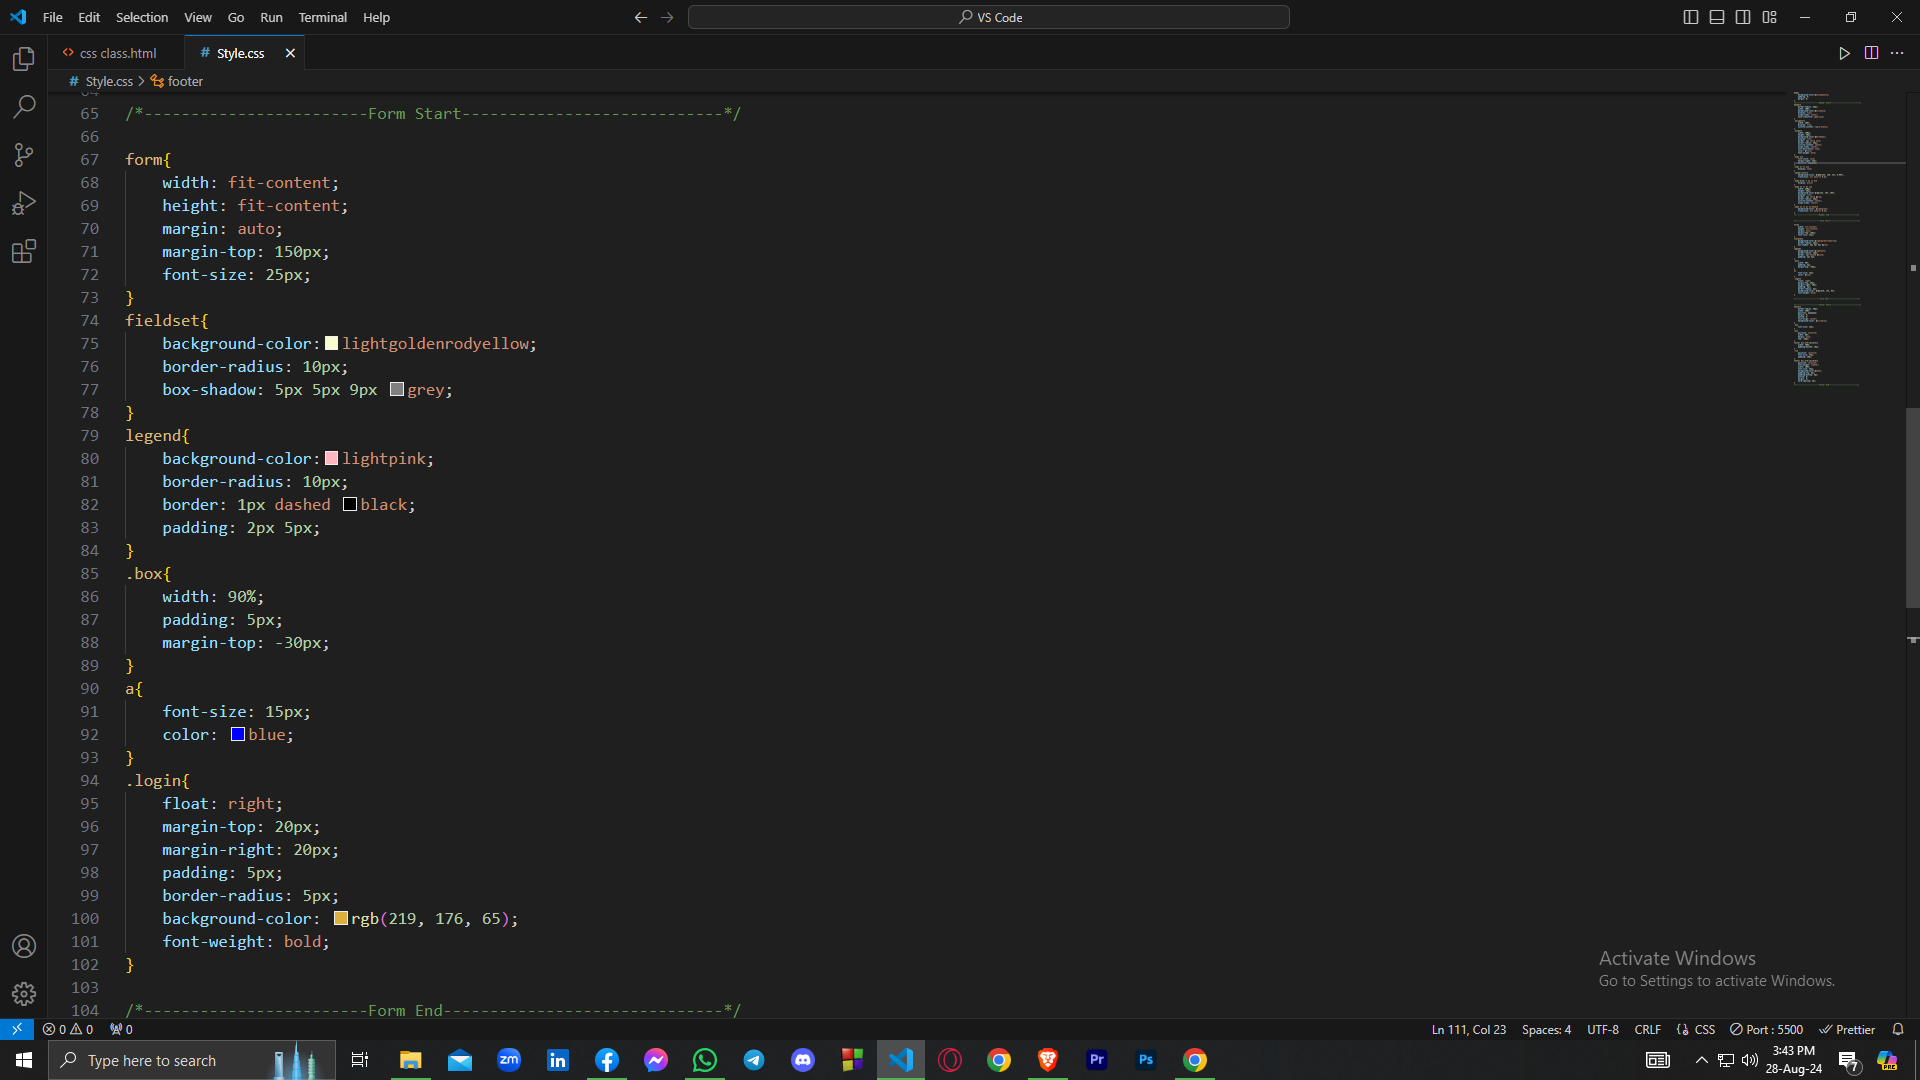 File Edit Selection View Go Run Terminal Help
VS Code
css class.html
# Style.css
# Style.css > footer
65 /*------------------------Form Start----------------------------*/
66
67 form{
68 width: fit-content;
69 height: fit-content;
70 margin: auto;
71 margin-top: 150px;
72 font-size: 25px;
73 }
74 fieldset{
75 background-color: lightgoldenrodyellow;
76 border-radius: 10px;
77 box-shadow: 5px 5px 9px grey;
78 }
79 legend{
80 background-color: lightpink;
81 border-radius: 10px;
82 border: 1px dashed black;
83 padding: 2px 5px;
84 }
85 .box{
86 width: 90%;
87 padding: 5px;
88 margin-top: -30px;
89 }
90 a{
91 font-size: 15px;
92 color: blue;
93 }
94 .login{
95 float: right;
96 margin-top: 20px;
97 margin-right: 20px;
98 padding: 5px;
99 border-radius: 5px;
100 background-color: rgb(219, 176, 65);
101 font-weight: bold;
102 }
103
104 /*------------------------Form End------------------------------*/
Activate Windows
Go to Settings to activate Windows.
0 0 0
Ln 111, Col 23 Spaces: 4 UTF-8 CRLF CSS Port : 5500 Prettier
Type here to search
zm
in
Pr
Ps
3:43 PM
28-Aug-24
7
PRE